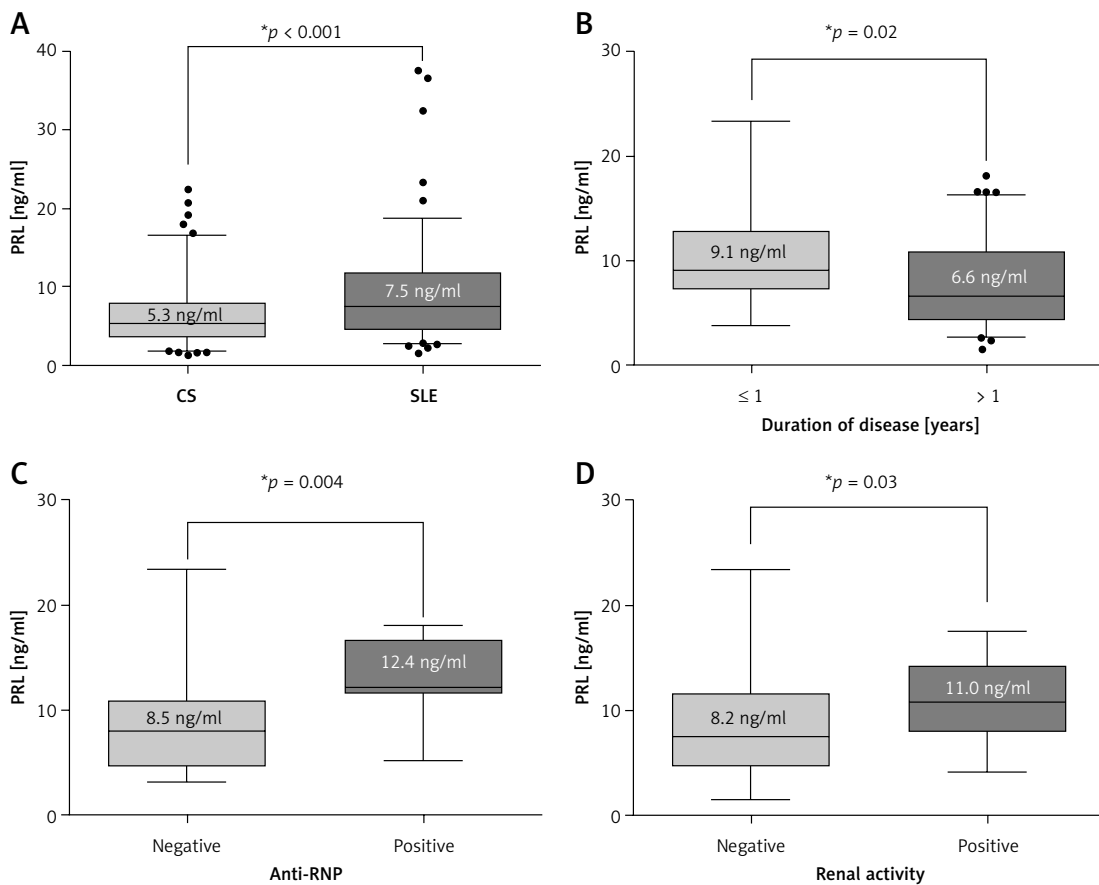 A
*p < 0.001
PRL [ng/ml]
40
30
20
10
0
5.3 ng/ml
7.5 ng/ml
CS
SLE
B
*p = 0.02
PRL [ng/ml]
30
20
10
0
9.1 ng/ml
6.6 ng/ml
≤ 1
> 1
Duration of disease [years]
C
*p = 0.004
PRL [ng/ml]
30
20
10
0
8.5 ng/ml
12.4 ng/ml
Negative
Positive
Anti-RNP
D
*p = 0.03
PRL [ng/ml]
30
20
10
0
8.2 ng/ml
11.0 ng/ml
Negative
Positive
Renal activity